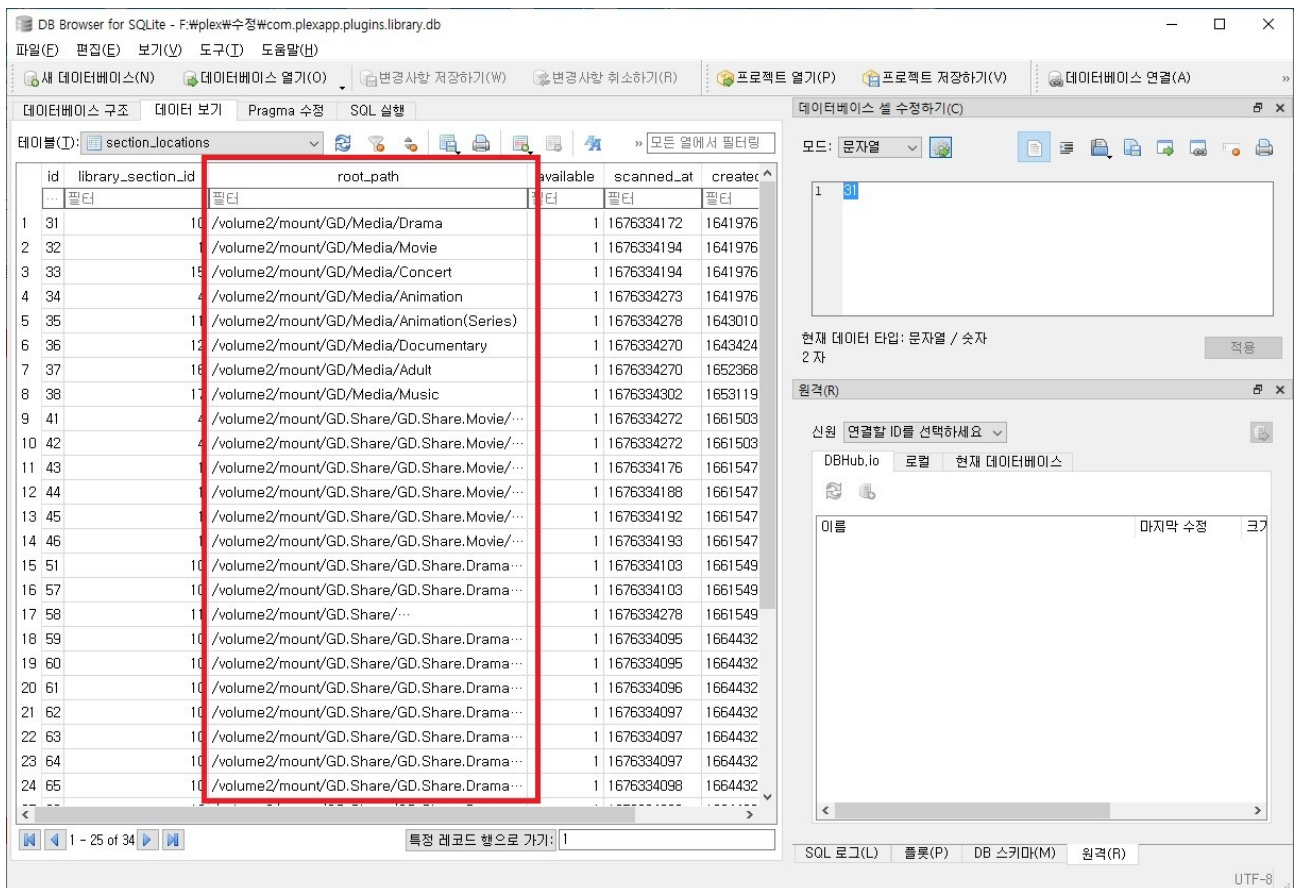 DB Browser for SQLite - F:₩plex₩수정₩com.plexapp.plugins.library.db
파일(F) 편집(E) 보기(V) 도구(T) 도움말(H)
새 데이터베이스(N) 데이터베이스 열기(O) 변경사항 저장하기(W) 변경사항 취소하기(R) 프로젝트 열기(P) 프로젝트 저장하기(V) 데이터베이스 연결(A) »
데이터베이스 구조 데이터 보기 Pragma 수정 SQL 실행
테이블(T): section_locations » 모든 열에서 필터링
id library_section_id root_path available scanned_at created
... 필터 필터 필터 필터 필터
1 31 10 /volume2/mount/GD/Media/Drama 1 1676334172 1641976
2 32 1 /volume2/mount/GD/Media/Movie 1 1676334194 1641976
3 33 15 /volume2/mount/GD/Media/Concert 1 1676334194 1641976
4 34 4 /volume2/mount/GD/Media/Animation 1 1676334273 1641976
5 35 11 /volume2/mount/GD/Media/Animation(Series) 1 1676334278 1643010
6 36 12 /volume2/mount/GD/Media/Documentary 1 1676334270 1643424
7 37 16 /volume2/mount/GD/Media/Adult 1 1676334270 1652368
8 38 17 /volume2/mount/GD/Media/Music 1 1676334302 1653119
9 41 4 /volume2/mount/GD.Share/GD.Share.Movie/··· 1 1676334272 1661503
10 42 4 /volume2/mount/GD.Share/GD.Share.Movie/··· 1 1676334272 1661503
11 43 1 /volume2/mount/GD.Share/GD.Share.Movie/··· 1 1676334176 1661547
12 44 1 /volume2/mount/GD.Share/GD.Share.Movie/··· 1 1676334188 1661547
13 45 1 /volume2/mount/GD.Share/GD.Share.Movie/··· 1 1676334192 1661547
14 46 1 /volume2/mount/GD.Share/GD.Share.Movie/··· 1 1676334193 1661547
15 51 10 /volume2/mount/GD.Share/GD.Share.Drama··· 1 1676334103 1661549
16 57 10 /volume2/mount/GD.Share/GD.Share.Drama··· 1 1676334103 1661549
17 58 11 /volume2/mount/GD.Share/··· 1 1676334278 1661549
18 59 10 /volume2/mount/GD.Share/GD.Share.Drama··· 1 1676334095 1664432
19 60 10 /volume2/mount/GD.Share/GD.Share.Drama··· 1 1676334095 1664432
20 61 10 /volume2/mount/GD.Share/GD.Share.Drama··· 1 1676334096 1664432
21 62 10 /volume2/mount/GD.Share/GD.Share.Drama··· 1 1676334097 1664432
22 63 10 /volume2/mount/GD.Share/GD.Share.Drama··· 1 1676334097 1664432
23 64 10 /volume2/mount/GD.Share/GD.Share.Drama··· 1 1676334097 1664432
24 65 10 /volume2/mount/GD.Share/GD.Share.Drama··· 1 1676334098 1664432
1 - 25 of 34 특정 레코드 행으로 가기: 1
데이터베이스 셀 수정하기(C)
모드: 문자열
1 31
현재 데이터 타입: 문자열 / 숫자
2 자
적용
원격(R)
신원 연결할 ID를 선택하세요
DBHub.io 로컬 현재 데이터베이스
이름 마지막 수정 크기
SQL 로그(L) 플롯(P) DB 스키마(M) 원격(R)
UTF-8